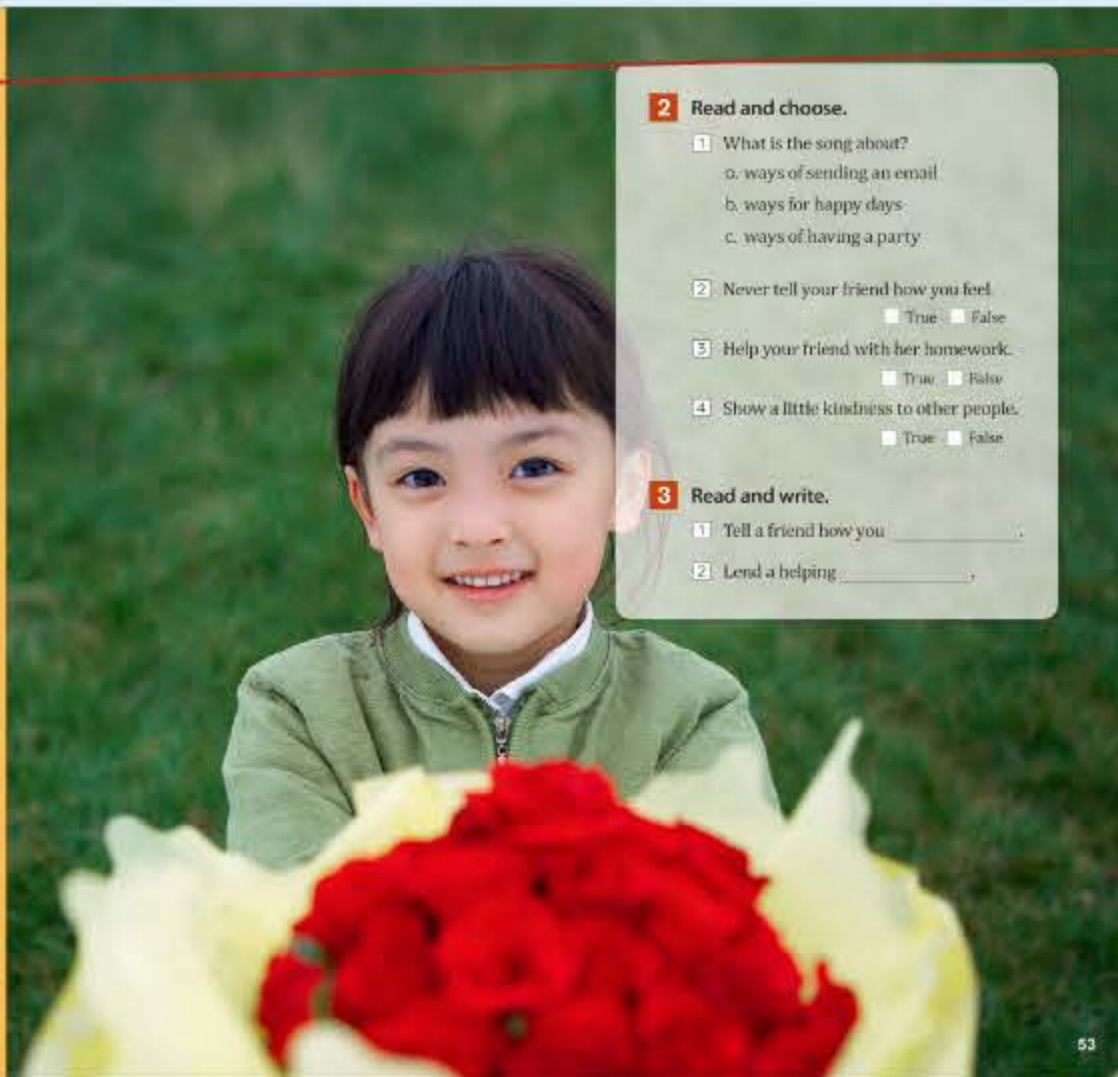 2 Read and choose.
1 What is the song about?
a. ways of sending an email
b. ways for happy days
c. ways of having a party
2 Never tell your friend how you feel.
True False
3 Help your friend with her homework.
True False
4 Show a little kindness to other people.
True False
3 Read and write.
1 Tell a friend how you ____________.
2 Lend a helping ____________.
53